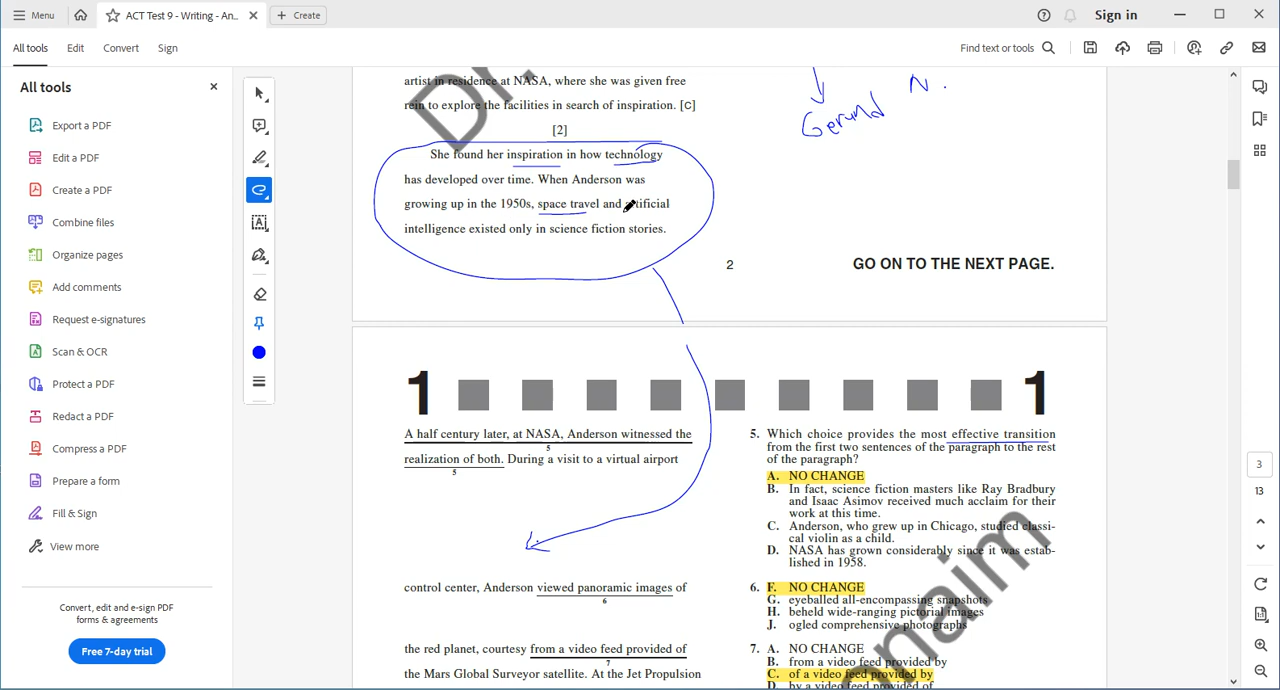 Menu
ACT Test 9 - Writing - An...
Create
Sign in
All tools
Edit
Convert
Sign
Find text or tools
All tools
Export a PDF
Edit a PDF
Create a PDF
Combine files
Organize pages
Add comments
Request e-signatures
Scan & OCR
Protect a PDF
Redact a PDF
Compress a PDF
Prepare a form
Fill & Sign
View more
Convert, edit and e-sign PDF
forms & agreements
Free 7-day trial
artist in residence at NASA, where she was given free
rein to explore the facilities in search of inspiration. [C]
[2]
She found her inspiration in how technology
has developed over time. When Anderson was
growing up in the 1950s, space travel and artificial
intelligence existed only in science fiction stories.
Gerund N.
2
GO ON TO THE NEXT PAGE.
1 1
A half century later, at NASA, Anderson witnessed the
5
realization of both. During a visit to a virtual airport
5
control center, Anderson viewed panoramic images of
6
the red planet, courtesy from a video feed provided of
7
the Mars Global Surveyor satellite. At the Jet Propulsion
5. Which choice provides the most effective transition
from the first two sentences of the paragraph to the rest
of the paragraph?
A. NO CHANGE
B. In fact, science fiction masters like Ray Bradbury
and Isaac Asimov received much acclaim for their
work at this time.
C. Anderson, who grew up in Chicago, studied classi-
cal violin as a child.
D. NASA has grown considerably since it was estab-
lished in 1958.
6. F. NO CHANGE
G. eyeballed all-encompassing snapshots
H. beheld wide-ranging pictorial images
J. ogled comprehensive photographs
7. A. NO CHANGE
B. from a video feed provided by
C. of a video feed provided by
D. by a video feed provided of
Dr.
3
13